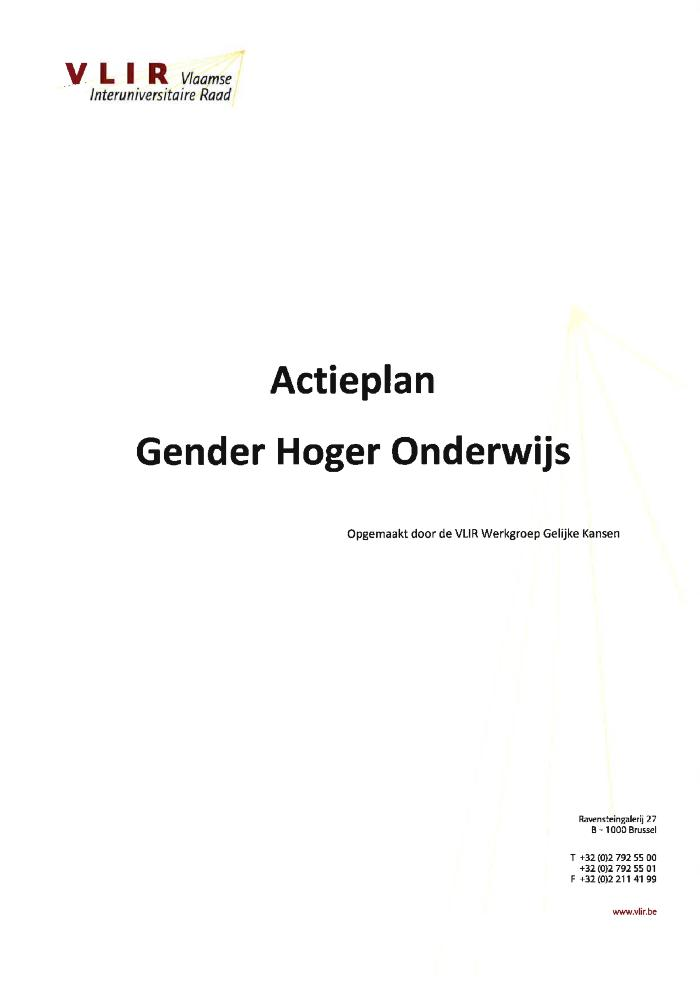 VLIR Vlaamse
Interuniversitaire Raad
Actieplan
Gender Hoger Onderwijs
Opgemaakt door de VLIR Werkgroep Gelijke Kansen
Ravensteingalerij 27
B - 1000 Brussel
T +32 (0)2 792 55 00
+32 (0)2 792 55 01
F +32 (0)2 211 41 99
www.vlir.be